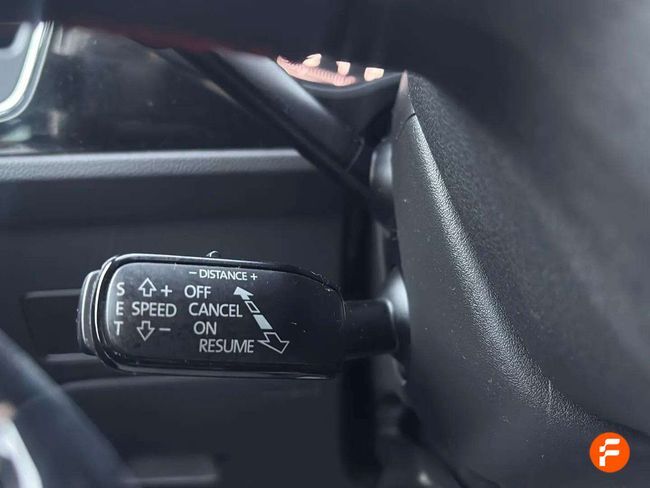 − DISTANCE +
S + OFF
E SPEED CANCEL
T − ON
RESUME